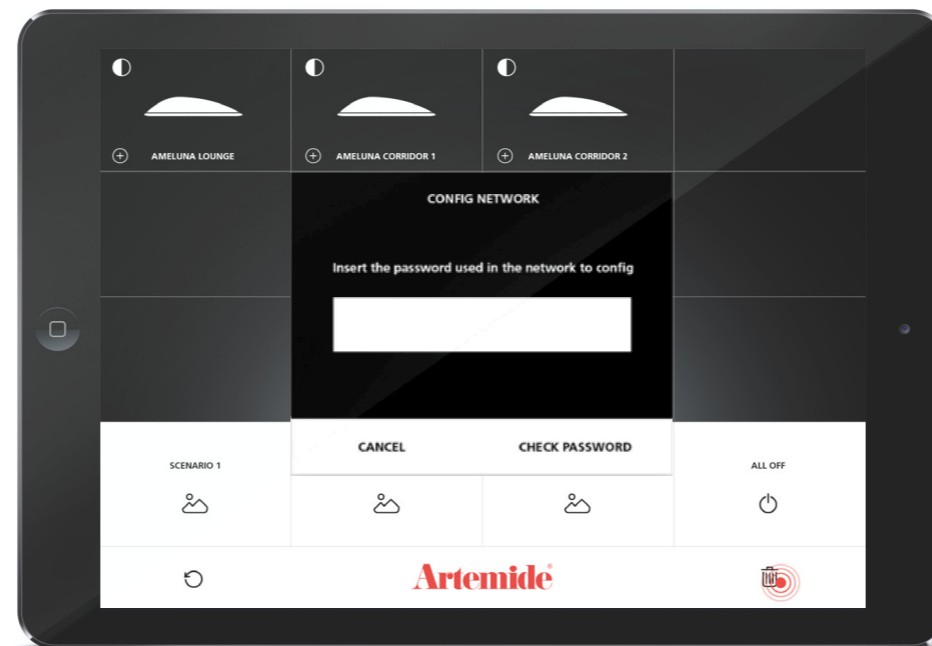 AMELUNA LOUNGE
AMELUNA CORRIDOR 1
AMELUNA CORRIDOR 2
CONFIG NETWORK
Insert the password used in the network to config
CANCEL
CHECK PASSWORD
SCENARIO 1
ALL OFF
Artemide®